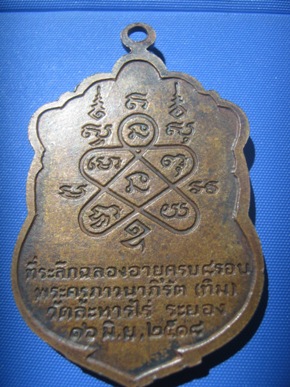 ที่ระลึกฉลองอายุครบ๘รอบ
พระครูภาวนาภิรัต (ทิม)
วัดละหารไร่ ระยอง
๑๖ มิ.ย. ๒๕๑๘